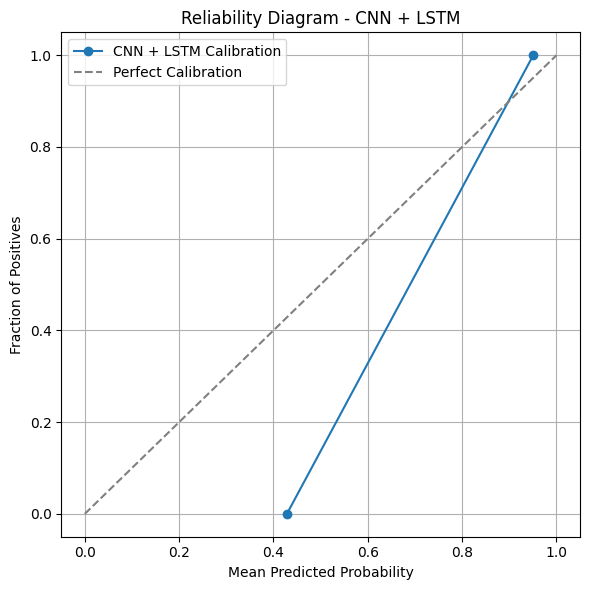 Reliability Diagram - CNN + LSTM
CNN + LSTM Calibration
Perfect Calibration
Fraction of Positives
1.0
0.8
0.6
0.4
0.2
0.0
0.0 0.2 0.4 0.6 0.8 1.0
Mean Predicted Probability